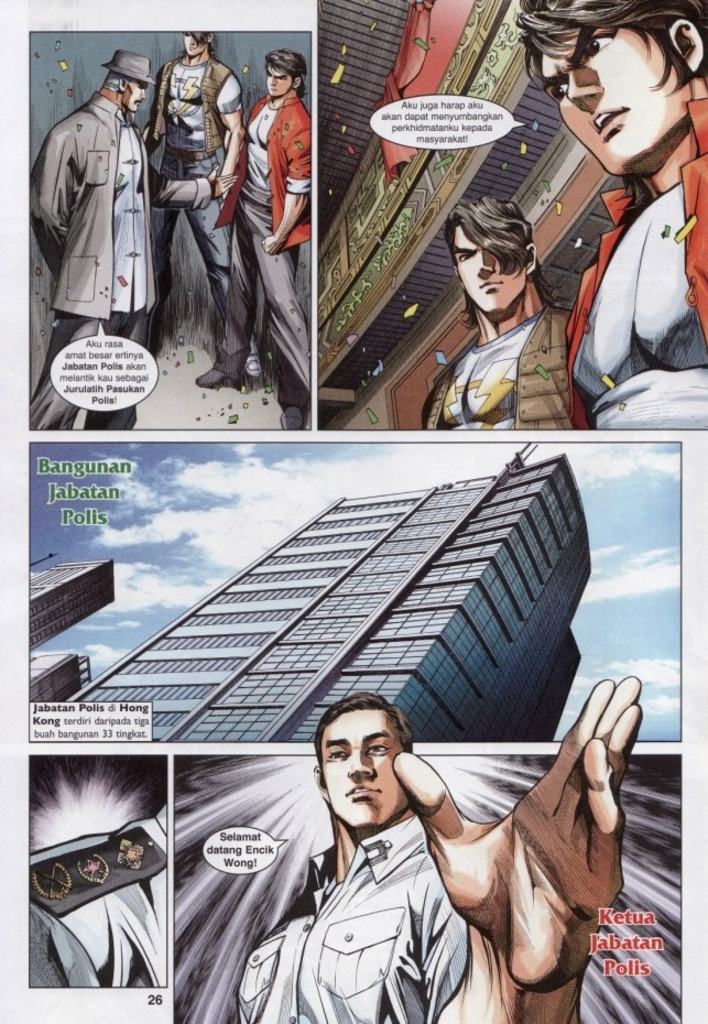 Aku rasa
amat besar ertinya
Jabatan Polis akan
melantik kau sebagai
Jurulatih Pasukan
Polis!
Aku juga harap aku
akan dapat menyumbangkan
perkhidmatanku kepada
masyarakat!
Bangunan
Jabatan
Polis
Jabatan Polis di Hong
Kong terdiri daripada tiga
buah bangunan 33 tingkat.
Selamat
datang Encik
Wong!
Ketua
Jabatan
Polis
26